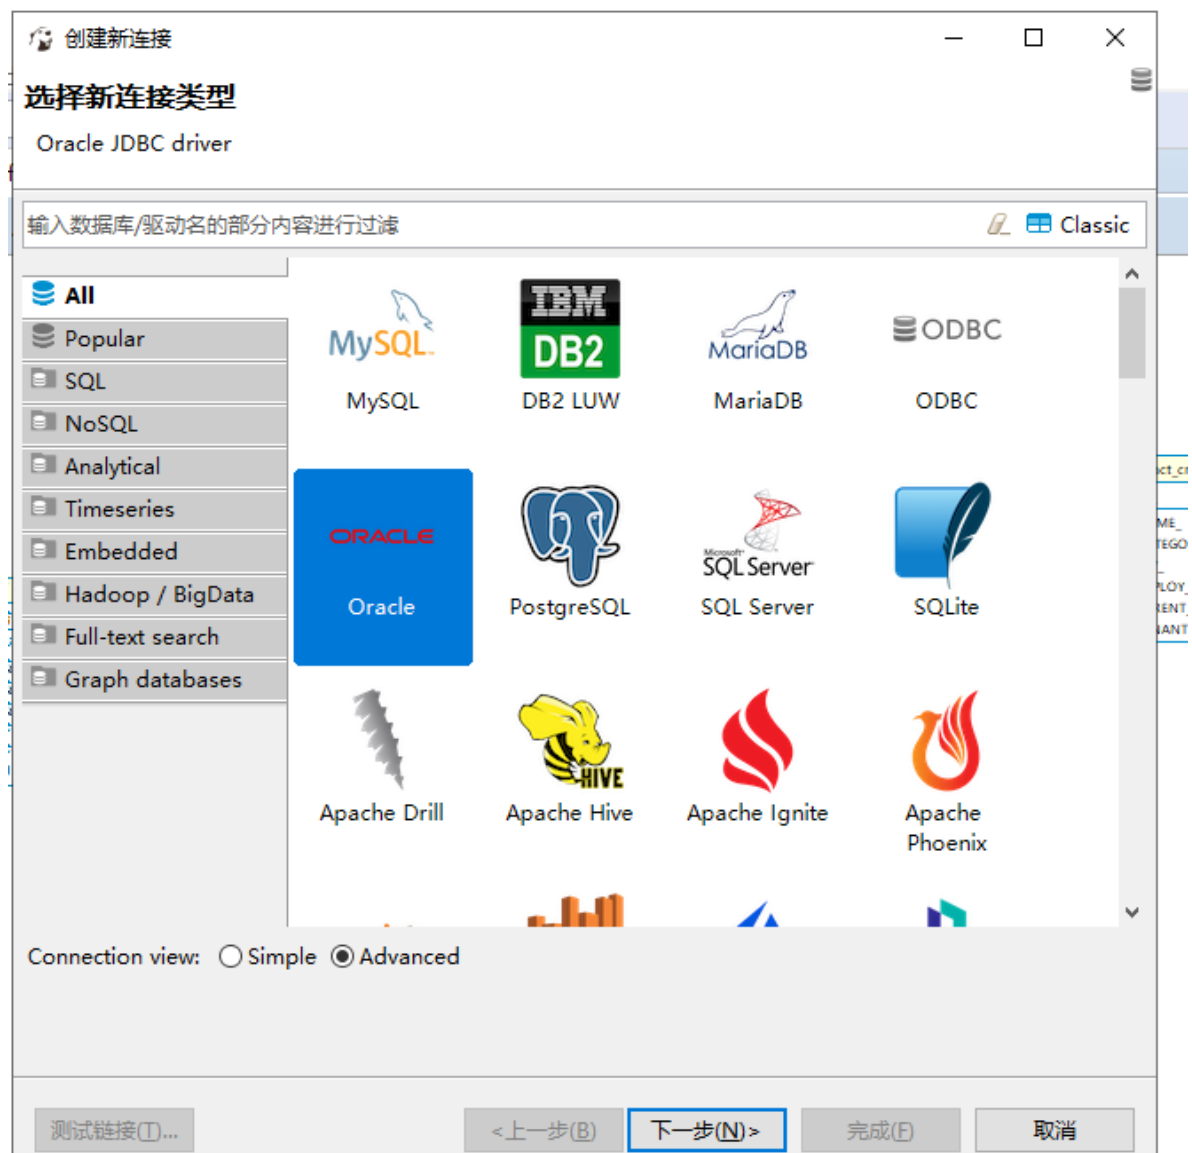 创建新连接
选择新连接类型
Oracle JDBC driver
输入数据库/驱动名的部分内容进行过滤
Classic
All
Popular
SQL
NoSQL
Analytical
Timeseries
Embedded
Hadoop / BigData
Full-text search
Graph databases
MySQL
IBM
DB2
MariaDB
ODBC
MySQL
DB2 LUW
MariaDB
ODBC
ORACLE
Microsoft
SQL Server
Oracle
PostgreSQL
SQL Server
SQLite
HIVE
Apache Drill
Apache Hive
Apache Ignite
Apache
Phoenix
Connection view:
Simple
Advanced
测试链接(T)...
<上一步(B)
下一步(N)>
完成(F)
取消